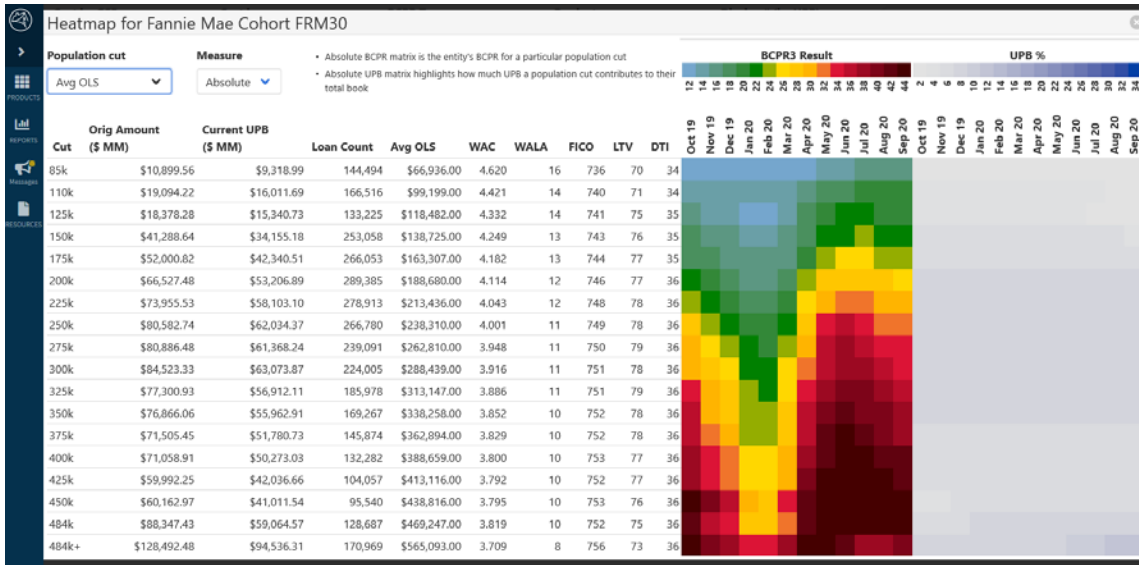 Heatmap for Fannie Mae Cohort FRM30
Population cut
Avg OLS
Measure
Absolute
• Absolute BCPR matrix is the entity's BCPR for a particular population cut
• Absolute UPB matrix highlights how much UPB a population cut contributes to their
total book
BCPR3 Result
12 14 16 18 20 22 24 26 28 30 32 34 36 38 40 42 44
UPB %
2 4 6 8 10 12 14 16 18 20 22 24 26 28 30 32 34
PRODUCTS
REPORTS
Messages
RESOURCES
Cut Orig Amount ($ MM) Current UPB ($ MM) Loan Count Avg OLS WAC WALA FICO LTV DTI
Oct 19 Nov 19 Dec 19 Jan 20 Feb 20 Mar 20 Apr 20 May 20 Jun 20 Jul 20 Aug 20 Sep 20 Oct 19 Nov 19 Dec 19 Jan 20 Feb 20 Mar 20 Apr 20 May 20 Jun 20 Jul 20 Aug 20 Sep 20
85k $10,899.56 $9,318.99 144,494 $66,936.00 4.620 16 736 70 34
110k $19,094.22 $16,011.69 166,516 $99,199.00 4.421 14 740 71 34
125k $18,378.28 $15,340.73 133,225 $118,482.00 4.332 14 741 75 35
150k $41,288.64 $34,155.18 253,058 $138,725.00 4.249 13 743 76 35
175k $52,000.82 $42,340.51 266,053 $163,307.00 4.182 13 744 77 35
200k $66,527.48 $53,206.89 289,385 $188,680.00 4.114 12 746 77 36
225k $73,955.53 $58,103.10 278,913 $213,436.00 4.043 12 748 78 36
250k $80,582.74 $62,034.37 266,780 $238,310.00 4.001 11 749 78 36
275k $80,886.48 $61,368.24 239,091 $262,810.00 3.948 11 750 79 36
300k $84,523.33 $63,073.87 224,005 $288,439.00 3.916 11 751 78 36
325k $77,300.93 $56,912.11 185,978 $313,147.00 3.886 11 751 79 36
350k $76,866.06 $55,962.91 169,267 $338,258.00 3.852 10 752 78 36
375k $71,505.45 $51,780.73 145,874 $362,894.00 3.829 10 752 78 36
400k $71,058.91 $50,273.03 132,282 $388,659.00 3.800 10 753 77 36
425k $59,992.25 $42,036.66 104,057 $413,116.00 3.792 10 752 77 36
450k $60,162.97 $41,011.54 95,540 $438,816.00 3.795 10 753 76 36
484k $88,347.43 $59,064.57 128,687 $469,247.00 3.819 10 752 75 36
484k+ $128,492.48 $94,536.31 170,969 $565,093.00 3.709 8 756 73 36